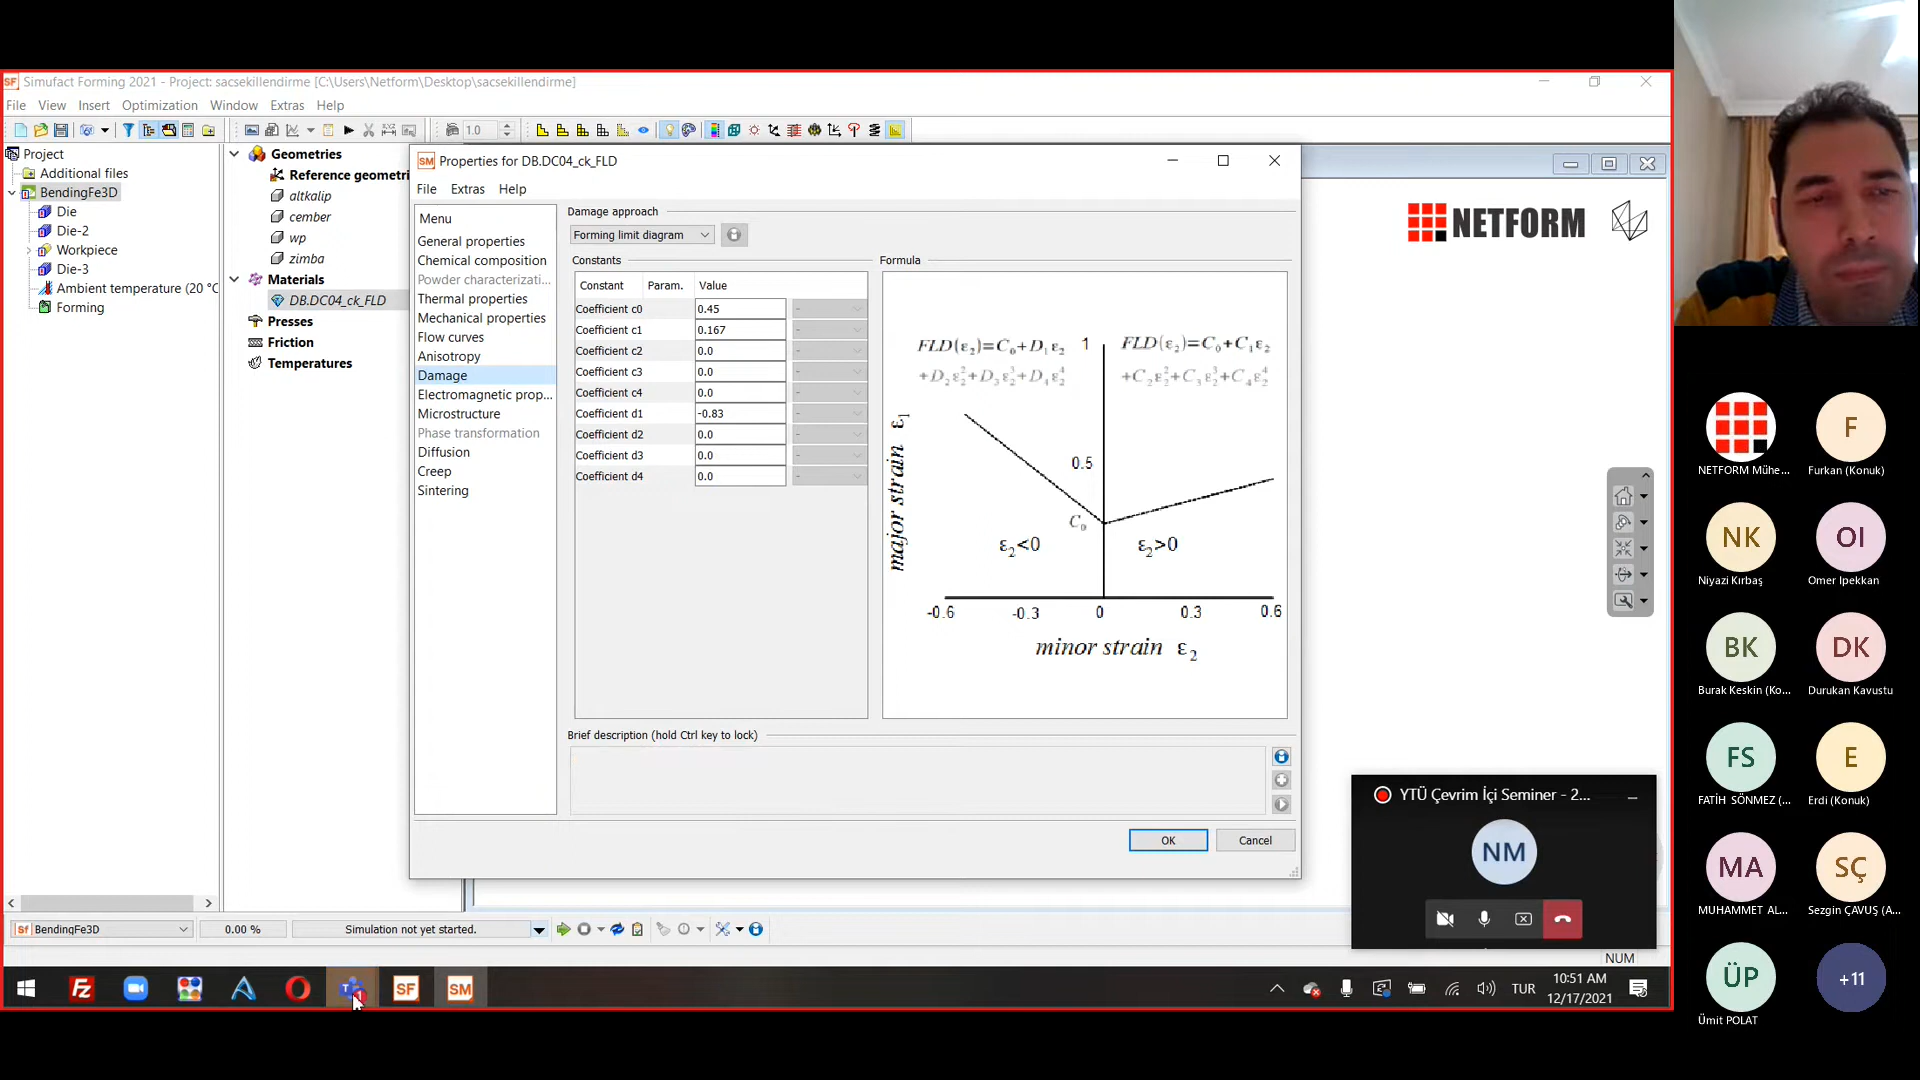 SF Simufact Forming 2021 - Project: sacsekillendirme [C:\Users\Netform\Desktop\sacsekillendirme]
File View Insert Optimization Window Extras Help
1.0
Project
Additional files
BendingFe3D
Die
Die-2
Workpiece
Die-3
Ambient temperature (20 °C
Forming
Geometries
Reference geometri
altkalip
cember
wp
zimba
Materials
DB.DC04_ck_FLD
Presses
Friction
Temperatures
SM Properties for DB.DC04_ck_FLD
File Extras Help
Menu
General properties
Chemical composition
Powder characterizati...
Thermal properties
Mechanical properties
Flow curves
Anisotropy
Damage
Electromagnetic prop...
Microstructure
Phase transformation
Diffusion
Creep
Sintering
Damage approach
Forming limit diagram
Constants
Constant Param. Value
Coefficient c0 0.45 -
Coefficient c1 0.167 -
Coefficient c2 0.0 -
Coefficient c3 0.0 -
Coefficient c4 0.0 -
Coefficient d1 -0.83 -
Coefficient d2 0.0 -
Coefficient d3 0.0 -
Coefficient d4 0.0 -
Formula
FLD(ε₂)=C₀+D₁ε₂
+D₂ε₂²+D₃ε₂³+D₄ε₂⁴
1
FLD(ε₂)=C₀+C₁ε₂
+C₂ε₂²+C₃ε₂³+C₄ε₂⁴
major strain ε₁
0.5
C₀
ε₂<0
ε₂>0
-0.6 -0.3 0 0.3 0.6
minor strain ε₂
Brief description (hold Ctrl key to lock)
OK Cancel
NETFORM
YTÜ Çevrim İçi Seminer - 2...
NM
Sf BendingFe3D
0.00 %
Simulation not yet started.
NUM
Fz
SF
SM
TUR
10:51 AM
12/17/2021
NETFORM Mühe...
F
Furkan (Konuk)
NK
Niyazi Kırbaş
OI
Omer Ipekkan
BK
Burak Keskin (Ko...
DK
Durukan Kavustu
FS
FATİH SÖNMEZ (...
E
Erdi (Konuk)
MA
MUHAMMET AL...
SÇ
Sezgin ÇAVUŞ (A...
ÜP
Ümit POLAT
+11